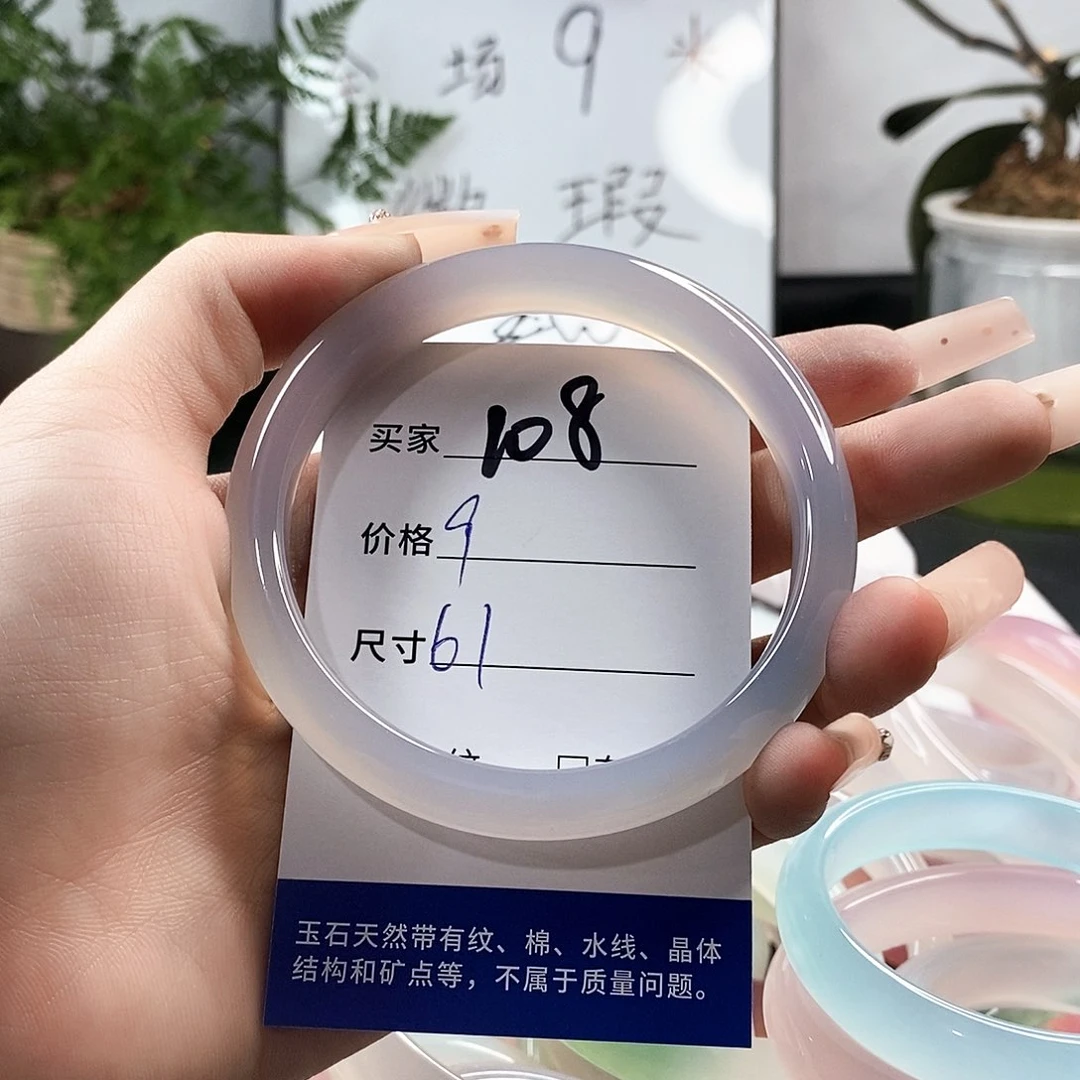 场 9 米
瑕
买家 108
价格 9
尺寸 61
玉石天然带有纹、棉、水线、晶体
结构和矿点等，不属于质量问题。